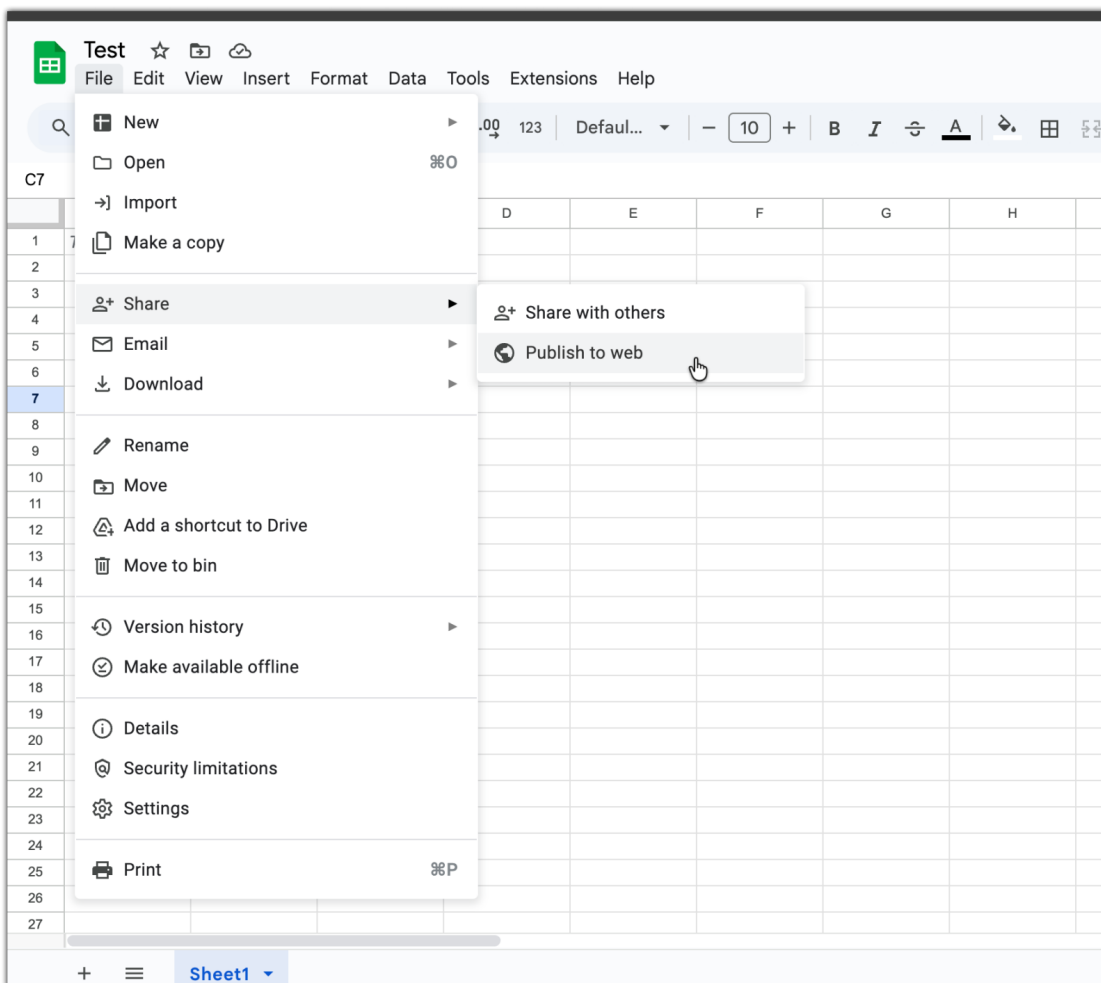 Test
File Edit View Insert Format Data Tools Extensions Help
.00 123 Defaul... 10 B I S A
C7
D E F G H
New
Open ⌘O
Import
Make a copy
Share
Email
Download
Rename
Move
Add a shortcut to Drive
Move to bin
Version history
Make available offline
Details
Security limitations
Settings
Print ⌘P
Share with others
Publish to web
1 7
2
3
4
5
6
7
8
9
10
11
12
13
14
15
16
17
18
19
20
21
22
23
24
25
26
27
Sheet1